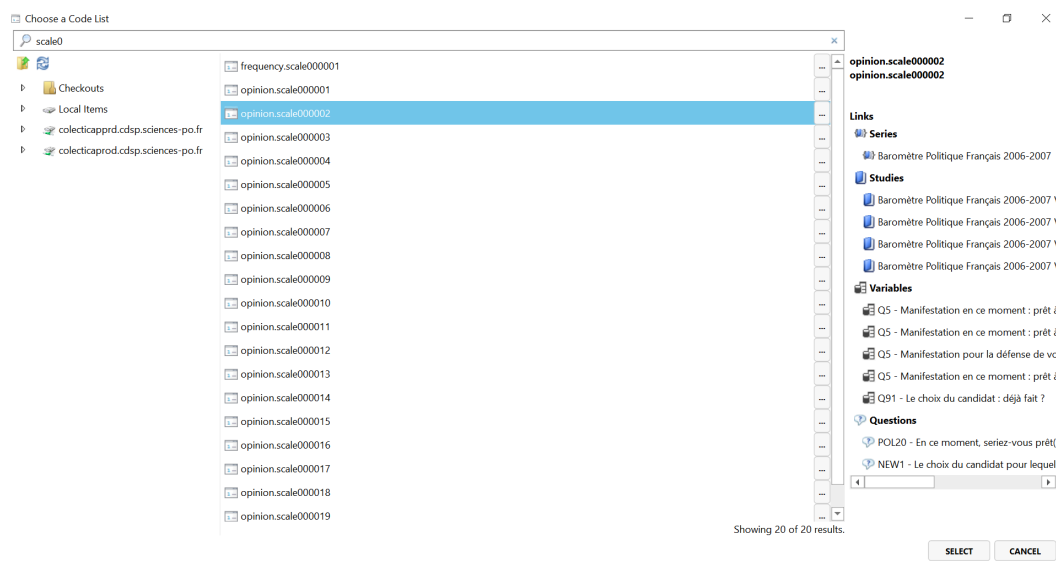 Choose a Code List
scale0
Checkouts
Local Items
colecticapprd.cdsp.sciences-po.fr
colecticaprod.cdsp.sciences-po.fr
frequency.scale000001
...
opinion.scale000001
...
opinion.scale000002
...
opinion.scale000003
...
opinion.scale000004
...
opinion.scale000005
...
opinion.scale000006
...
opinion.scale000007
...
opinion.scale000008
...
opinion.scale000009
...
opinion.scale000010
...
opinion.scale000011
...
opinion.scale000012
...
opinion.scale000013
...
opinion.scale000014
...
opinion.scale000015
...
opinion.scale000016
...
opinion.scale000017
...
opinion.scale000018
...
opinion.scale000019
...
Showing 20 of 20 results.
opinion.scale000002
opinion.scale000002
Links
Series
Baromètre Politique Français 2006-2007
Studies
Baromètre Politique Français 2006-2007 V
Baromètre Politique Français 2006-2007 V
Baromètre Politique Français 2006-2007 V
Baromètre Politique Français 2006-2007 V
Variables
Q5 - Manifestation en ce moment : prêt à
Q5 - Manifestation en ce moment : prêt à
Q5 - Manifestation pour la défense de vo
Q5 - Manifestation en ce moment : prêt à
Q91 - Le choix du candidat : déjà fait ?
Questions
POL20 - En ce moment, seriez-vous prêt(
NEW1 - Le choix du candidat pour lequel
SELECT
CANCEL